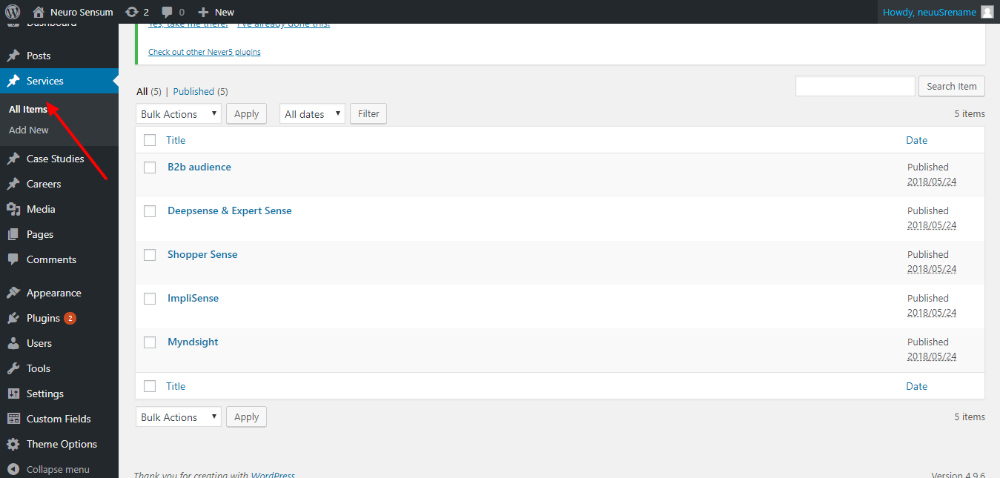 Neuro Sensum 2 0 New Howdy, neuuSrename
Dashboard
Yes, take me there! I've already done this!
Check out other Never5 plugins
Posts
Services
All Items
Add New
Case Studies
Careers
Media
Pages
Comments
Appearance
Plugins 2
Users
Tools
Settings
Custom Fields
Theme Options
Collapse menu
All (5) | Published (5)
Search Item
Bulk Actions Apply All dates Filter 5 items
Title Date
B2b audience Published
2018/05/24
Deepsense & Expert Sense Published
2018/05/24
Shopper Sense Published
2018/05/24
ImpliSense Published
2018/05/24
Myndsight Published
2018/05/24
Title Date
Bulk Actions Apply 5 items
Thank you for creating with WordPress Version 4.9.6